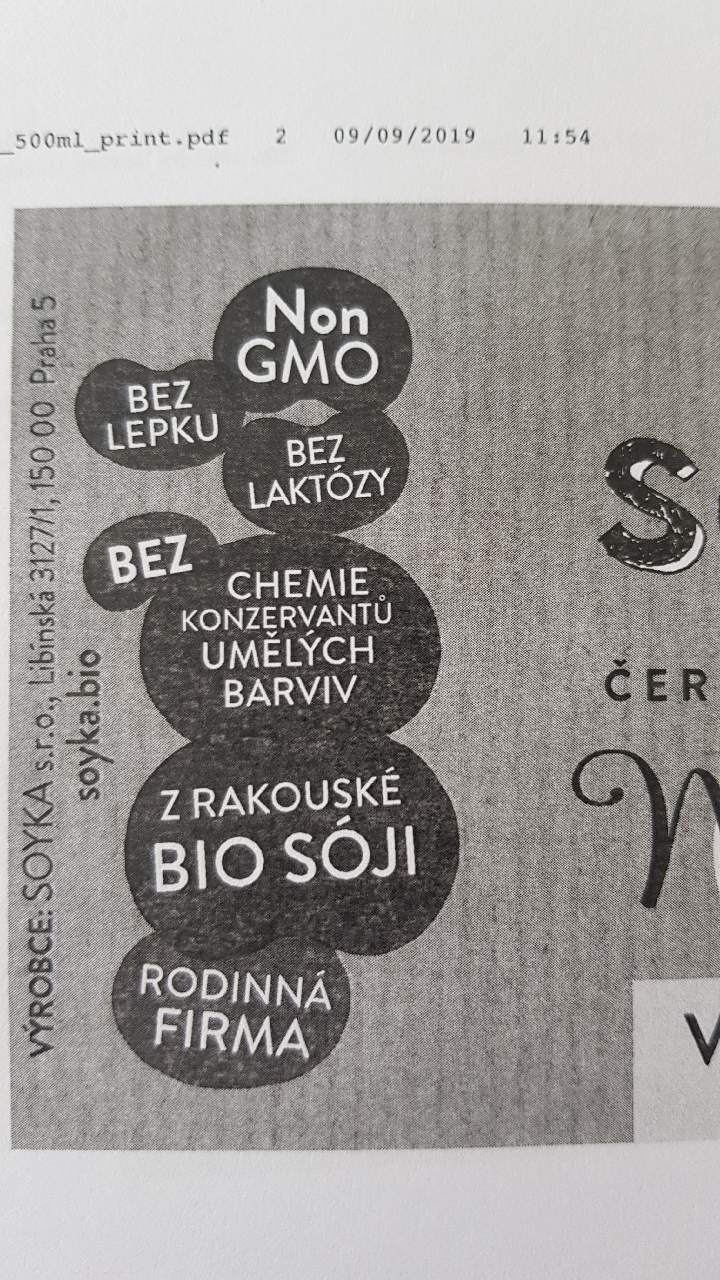 _500ml_print.pdf 2 09/09/2019 11:54
VÝROBCE: SOYKA s.r.o., Libínská 3127/1, 150 00 Praha 5
soyka.bio
Non
GMO
BEZ
LEPKU
BEZ
LAKTÓZY
BEZ
CHEMIE
KONZERVANTŮ
UMĚLÝCH
BARVIV
Z RAKOUSKÉ
BIO SÓJI
RODINNÁ
FIRMA
S
ČER
V